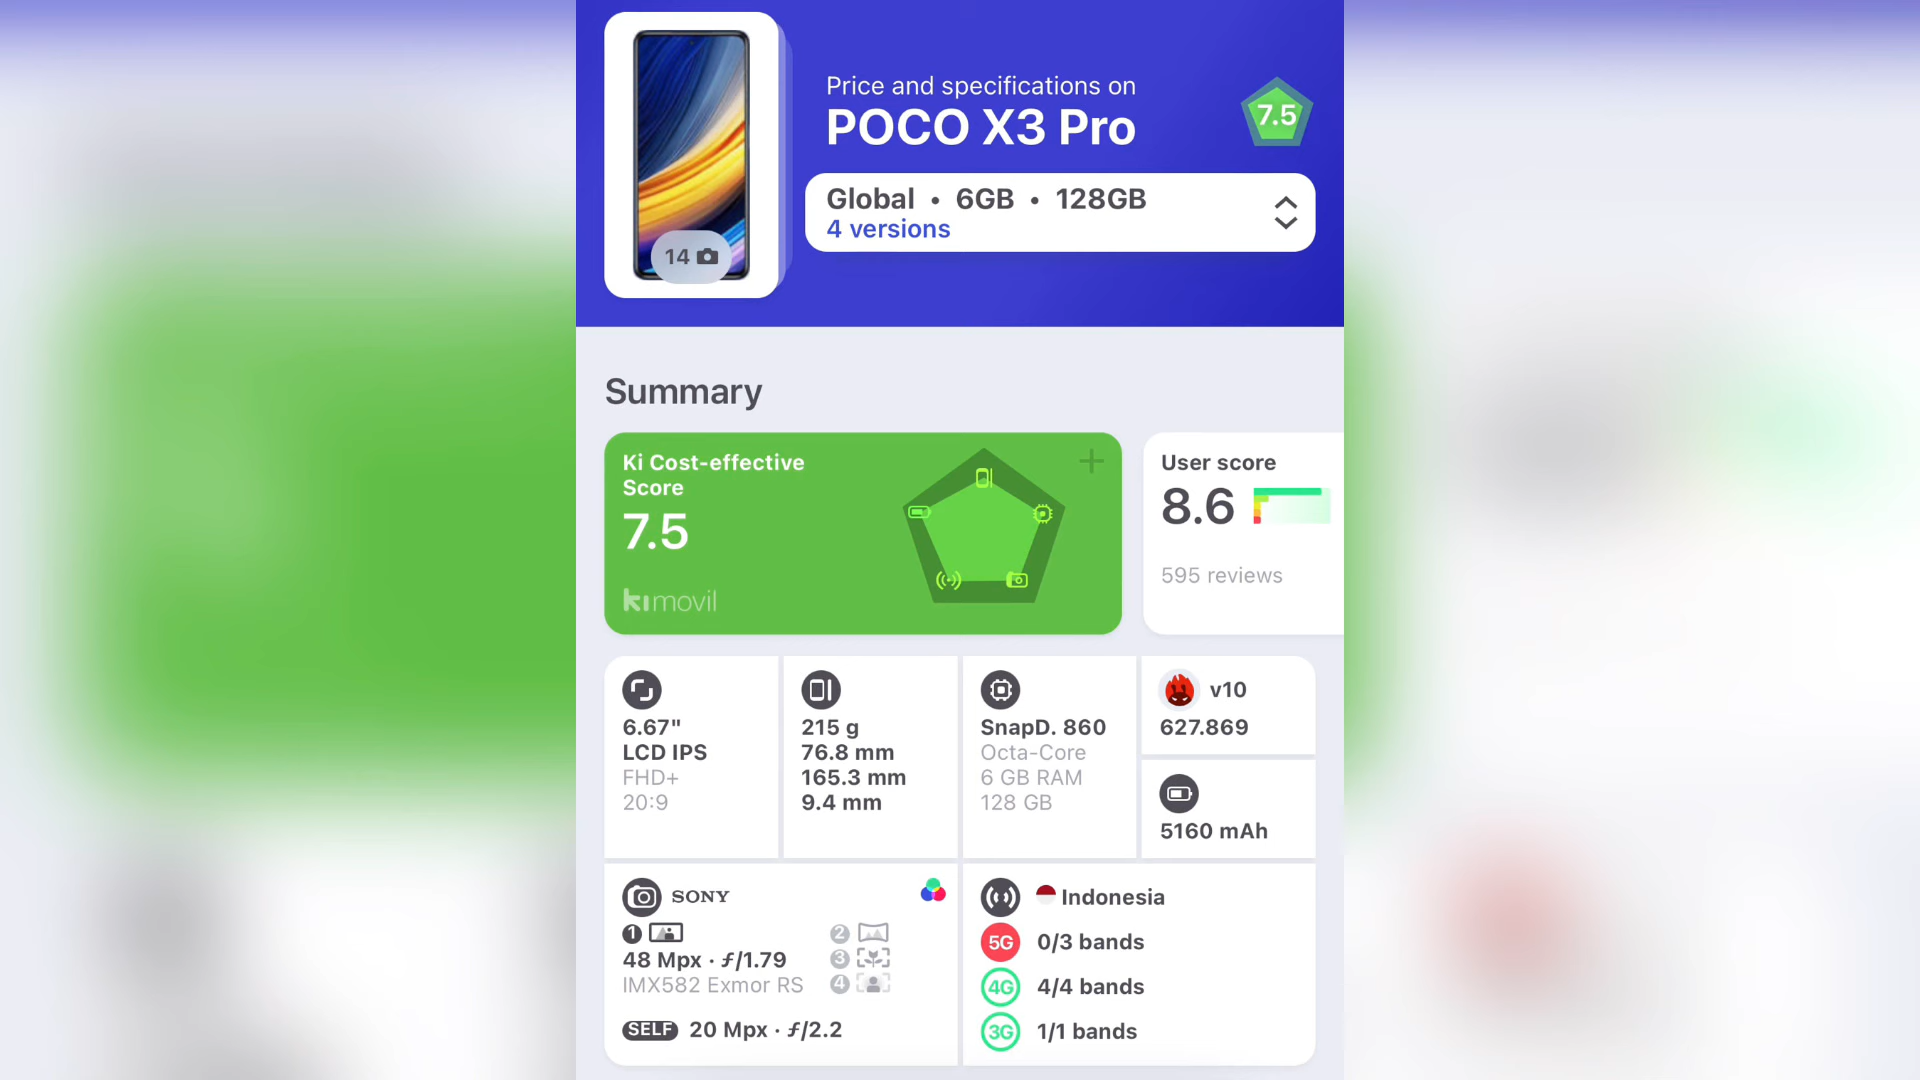 Price and specifications on
POCO X3 Pro
7.5
Global • 6GB • 128GB
4 versions
14
Summary
Ki Cost-effective
Score
7.5
kimovil
User score
8.6
595 reviews
6.67"
LCD IPS
FHD+
20:9
215 g
76.8 mm
165.3 mm
9.4 mm
SnapD. 860
Octa-Core
6 GB RAM
128 GB
v10
627.869
5160 mAh
SONY
1
48 Mpx · ƒ/1.79
IMX582 Exmor RS
2
3
4
SELF 20 Mpx · ƒ/2.2
Indonesia
5G 0/3 bands
4G 4/4 bands
3G 1/1 bands